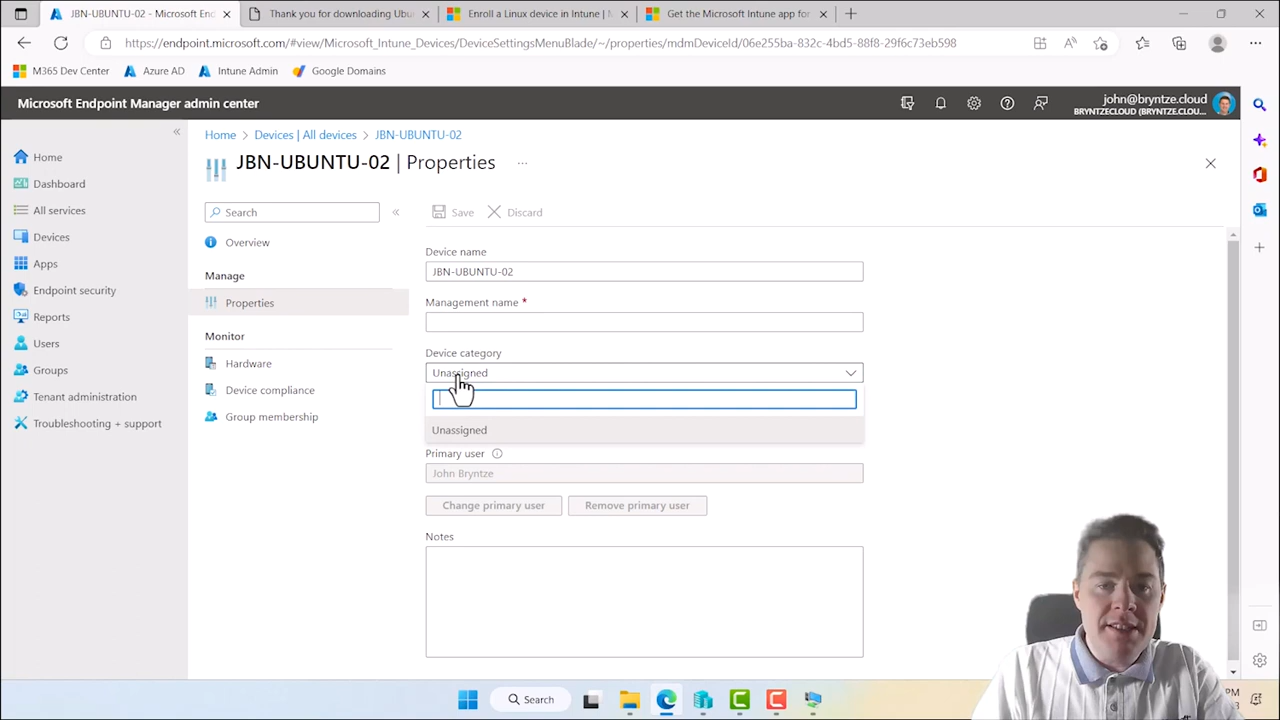 JBN-UBUNTU-02 - Microsoft End
Thank you for downloading Ubu
Enroll a Linux device in Intune | M
Get the Microsoft Intune app for
https://endpoint.microsoft.com/#view/Microsoft_Intune_Devices/DeviceSettingsMenuBlade/~/properties/mdmDeviceId/06e255ba-832c-4bd5-88f8-29f6c73eb598
M365 Dev Center
Azure AD
Intune Admin
Google Domains
Microsoft Endpoint Manager admin center
john@bryntze.cloud
BRYNTZECLOUD (BRYNTZE.CLOU...
Home > Devices | All devices > JBN-UBUNTU-02
JBN-UBUNTU-02 | Properties ...
Home
Dashboard
All services
Devices
Apps
Endpoint security
Reports
Users
Groups
Tenant administration
Troubleshooting + support
Search
Overview
Manage
Properties
Monitor
Hardware
Device compliance
Group membership
Save
Discard
Device name
JBN-UBUNTU-02
Management name *
Device category
Unassigned
Unassigned
Primary user
John Bryntze
Change primary user
Remove primary user
Notes
Search
PM